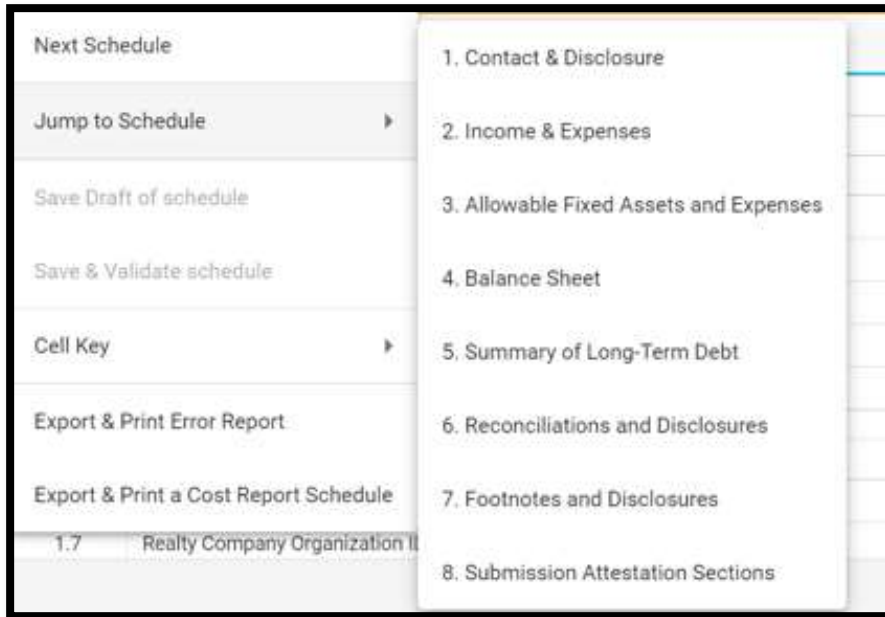 Next Schedule
Jump to Schedule
Save Draft of schedule
Save & Validate schedule
Cell Key
Export & Print Error Report
Export & Print a Cost Report Schedule
1.7 Realty Company Organization
1. Contact & Disclosure
2. Income & Expenses
3. Allowable Fixed Assets and Expenses
4. Balance Sheet
5. Summary of Long-Term Debt
6. Reconciliations and Disclosures
7. Footnotes and Disclosures
8. Submission Attestation Sections